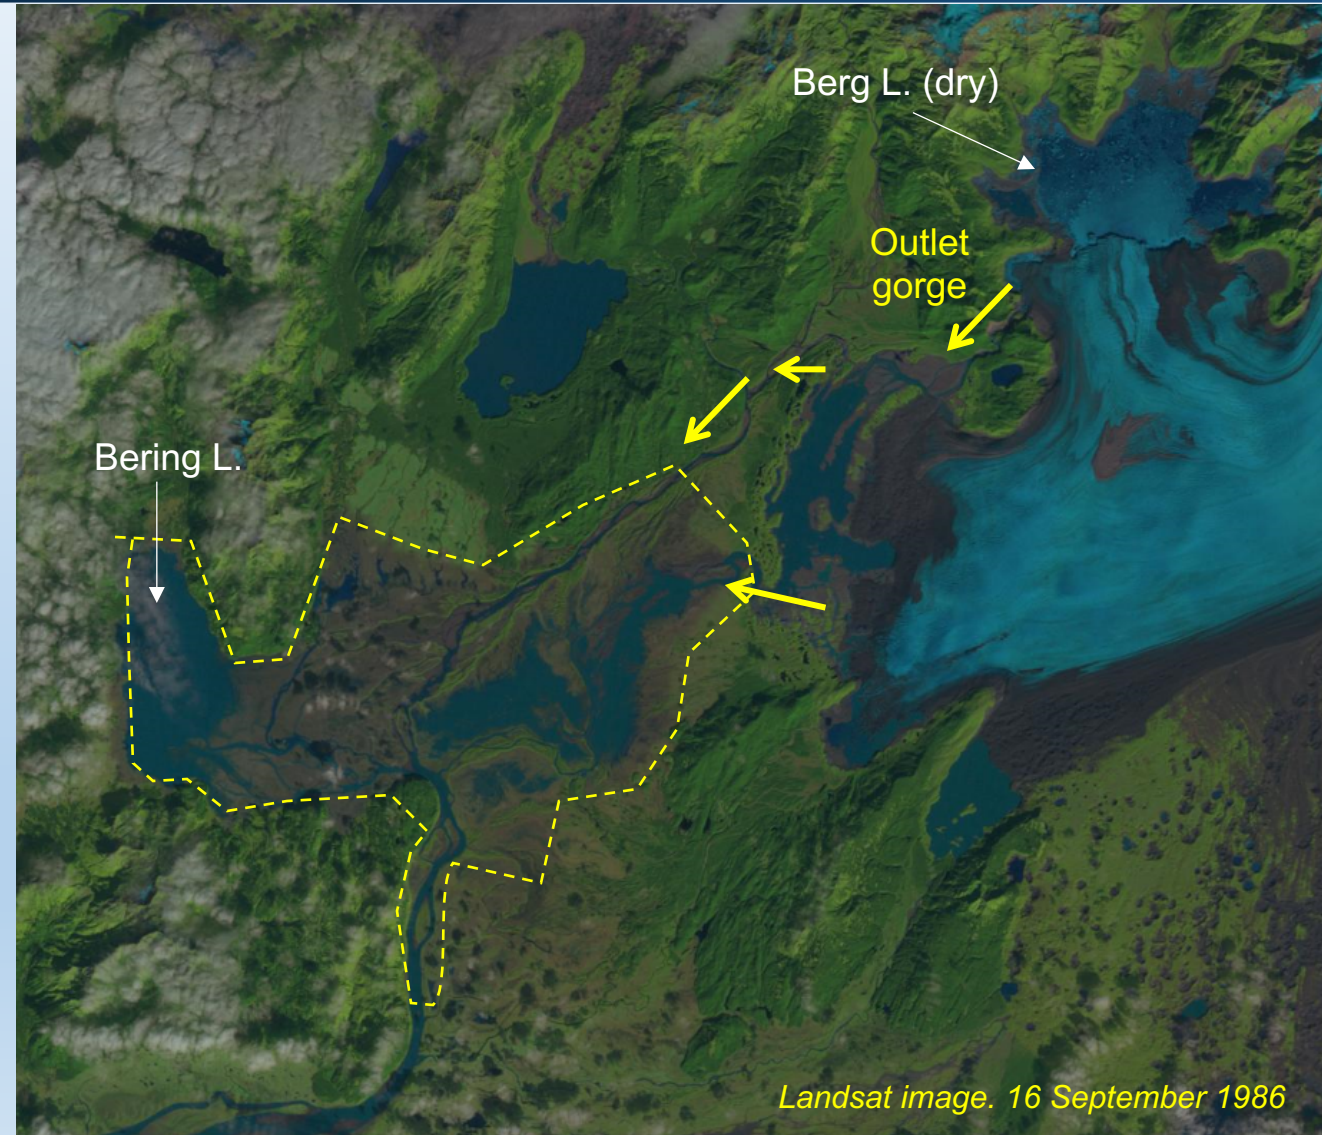 Berg L. (dry)
Outlet
gorge
Bering L.
Landsat image. 16 September 1986